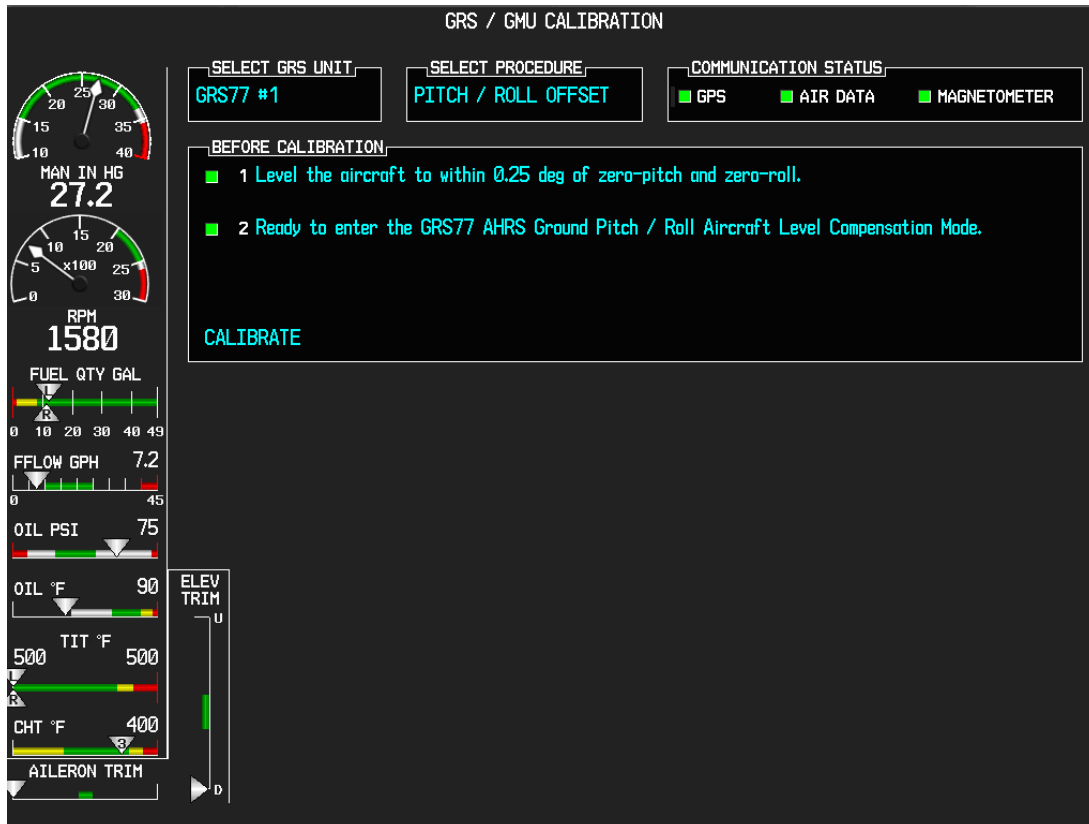 GRS / GMU CALIBRATION
SELECT GRS UNIT
GRS77 #1
SELECT PROCEDURE
PITCH / ROLL OFFSET
COMMUNICATION STATUS
GPS AIR DATA MAGNETOMETER
BEFORE CALIBRATION
1 Level the aircraft to within 0.25 deg of zero-pitch and zero-roll.
2 Ready to enter the GRS77 AHRS Ground Pitch / Roll Aircraft Level Compensation Mode.
CALIBRATE
10 15 20 25 30 35 40
MAN IN HG
27.2
0 5 10 15 20 25 30
x100
RPM
1580
FUEL QTY GAL
L
R
0 10 20 30 40 49
FFLOW GPH 7.2
0 45
OIL PSI 75
OIL °F 90
TIT °F
500 500
L
R
CHT °F 400
3
AILERON TRIM
ELEV
TRIM
U
D